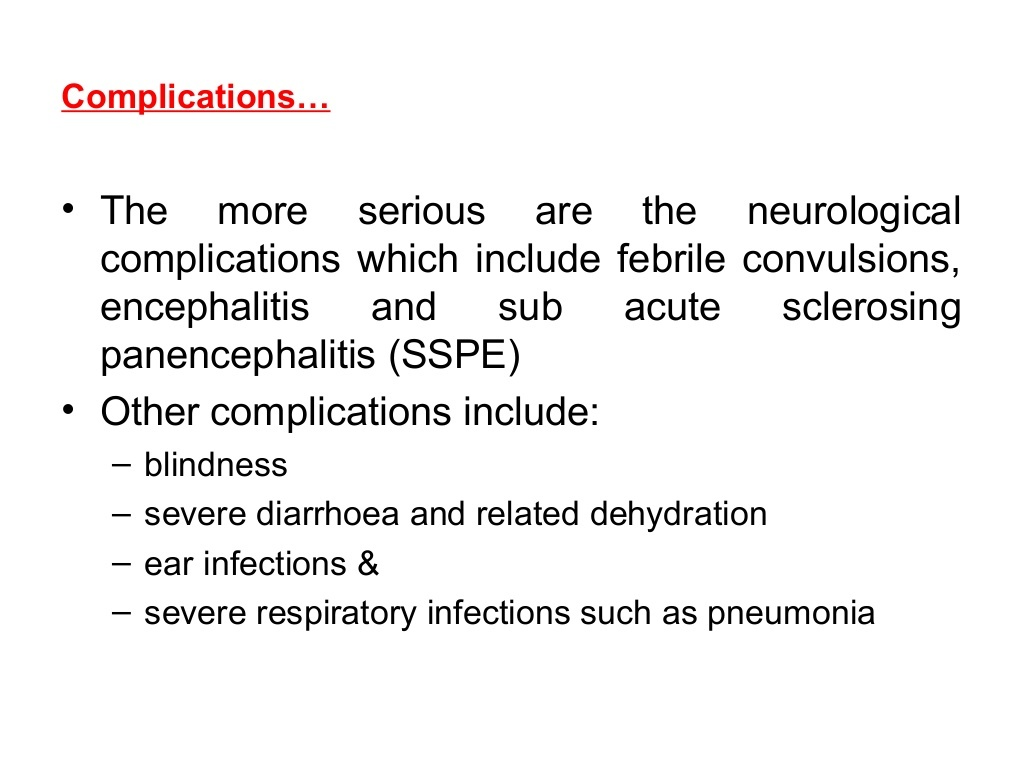 Complications…
• The more serious are the neurological
complications which include febrile convulsions,
encephalitis and sub acute sclerosing
panencephalitis (SSPE)
• Other complications include:
– blindness
– severe diarrhoea and related dehydration
– ear infections &
– severe respiratory infections such as pneumonia